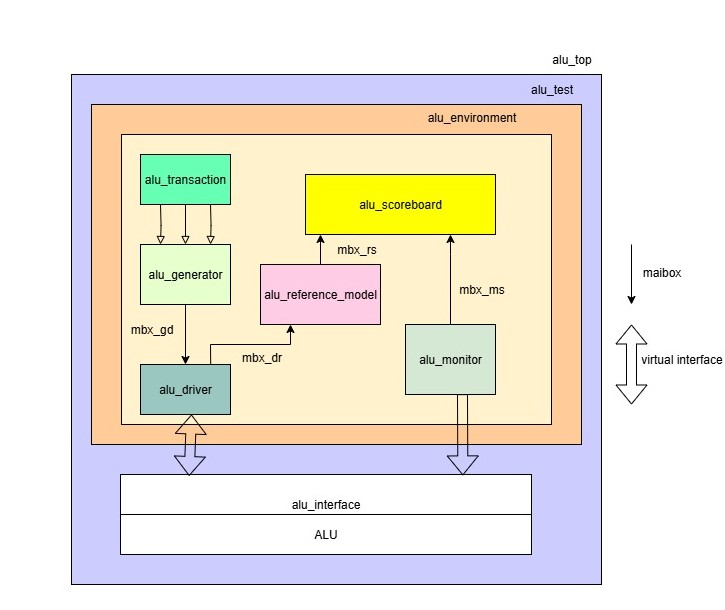 alu_top
alu_test
alu_environment
alu_transaction
alu_scoreboard
mbx_rs
alu_generator
maibox
alu_reference_model
mbx_ms
mbx_gd
mbx_dr
alu_monitor
virtual interface
alu_driver
alu_interface
ALU